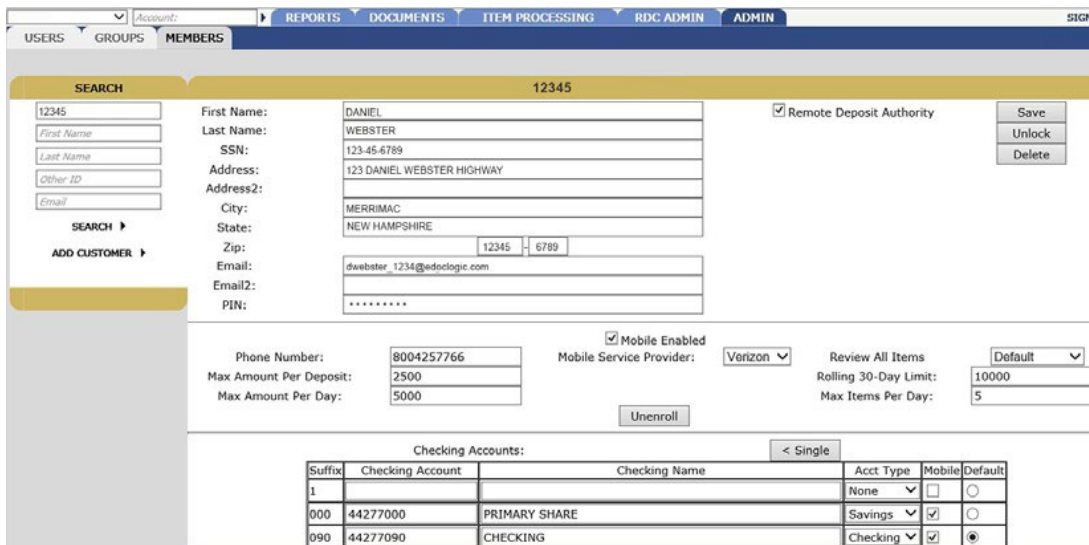 Account: REPORTS DOCUMENTS ITEM PROCESSING RDC ADMIN ADMIN
USERS GROUPS MEMBERS
SEARCH
12345
First Name
Last Name
Other ID
Email
SEARCH
ADD CUSTOMER
12345
First Name: DANIEL
Last Name: WEBSTER
SSN: 123-45-6789
Address: 123 DANIEL WEBSTER HIGHWAY
Address2:
City: MERRIMAC
State: NEW HAMPSHIRE
Zip: 12345 - 6789
Email: dwebster_1234@edoclogic.com
Email2:
PIN: •••••••••
Remote Deposit Authority
Save
Unlock
Delete
Mobile Enabled
Phone Number: 8004257766 Mobile Service Provider: Verizon Review All Items Default
Max Amount Per Deposit: 2500 Rolling 30-Day Limit: 10000
Max Amount Per Day: 5000 Max Items Per Day: 5
Unenroll
Checking Accounts: < Single
Suffix Checking Account Checking Name Acct Type Mobile Default
1 None
000 44277000 PRIMARY SHARE Savings
090 44277090 CHECKING Checking